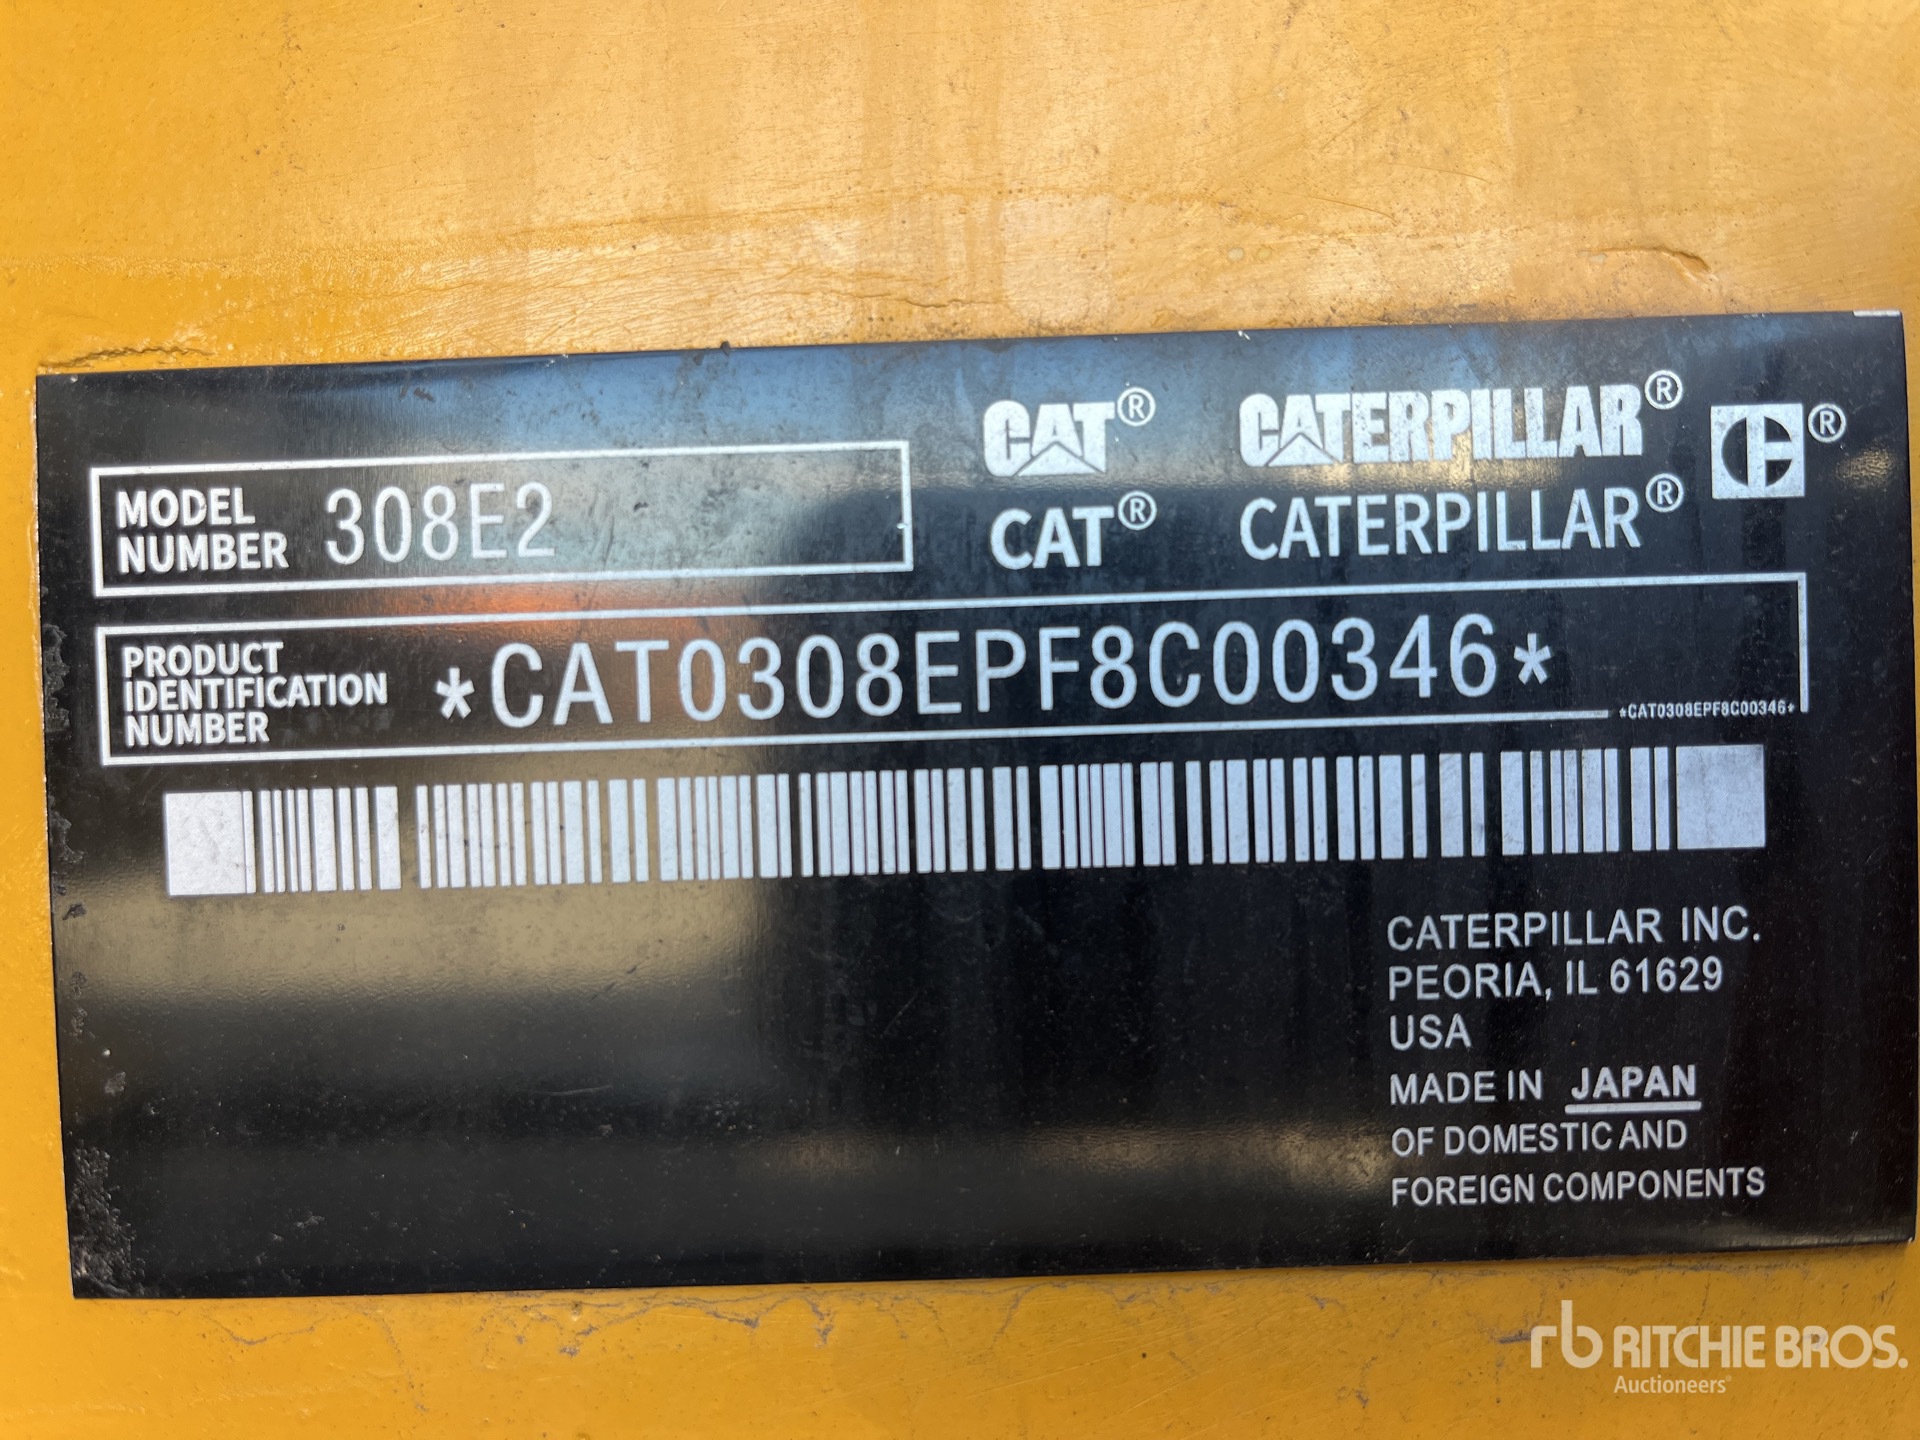 CAT® CATERPILLAR® C®
CAT® CATERPILLAR®
MODEL
NUMBER 308E2
PRODUCT
IDENTIFICATION
NUMBER *CAT0308EPF8C00346*
*CAT0308EPF8C00346*
CATERPILLAR INC.
PEORIA, IL 61629
USA
MADE IN JAPAN
OF DOMESTIC AND
FOREIGN COMPONENTS
rb RITCHIE BROS.
Auctioneers